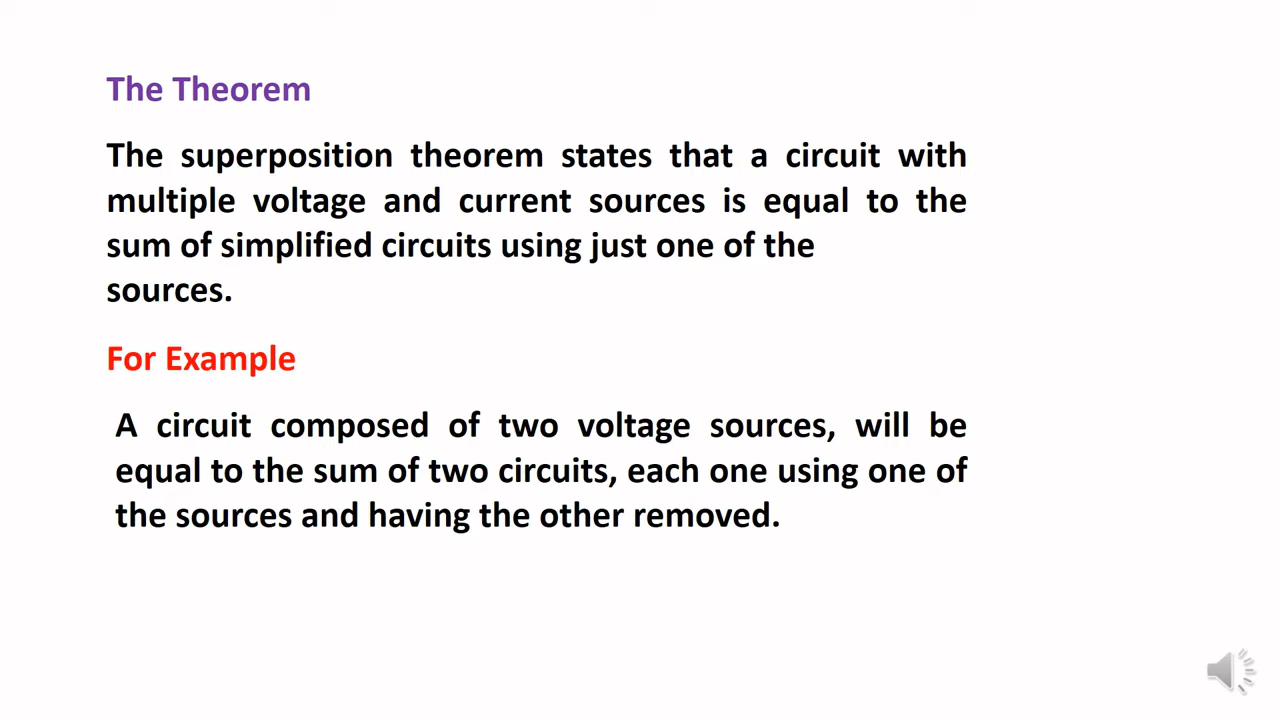 The Theorem
The superposition theorem states that a circuit with
multiple voltage and current sources is equal to the
sum of simplified circuits using just one of the
sources.
For Example
A circuit composed of two voltage sources, will be
equal to the sum of two circuits, each one using one of
the sources and having the other removed.